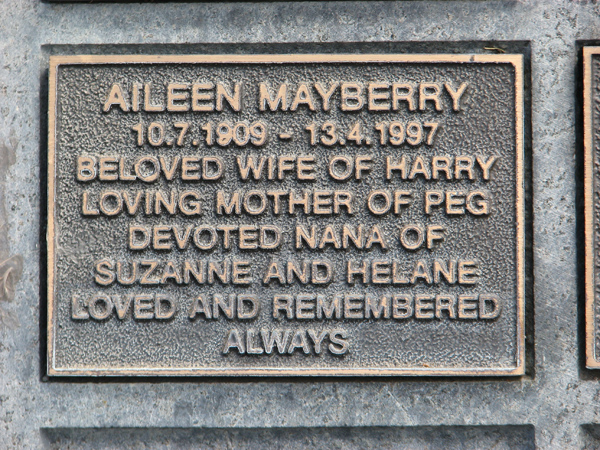 AILEEN MAYBERRY
10.7.1909 - 13.4.1997
BELOVED WIFE OF HARRY
LOVING MOTHER OF PEG
DEVOTED NANA OF
SUZANNE AND HELANE
LOVED AND REMEMBERED
ALWAYS